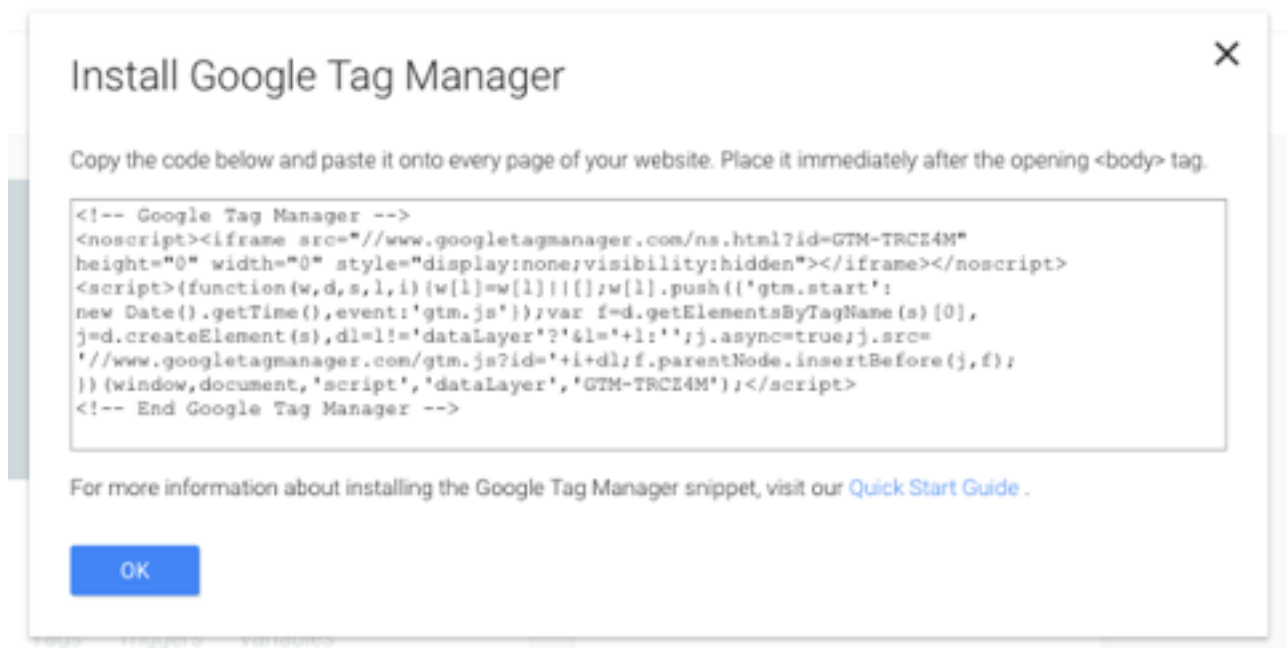 Install Google Tag Manager
Copy the code below and paste it onto every page of your website. Place it immediately after the opening <body> tag.
<!-- Google Tag Manager -->
<noscript><iframe src="//www.googletagmanager.com/ns.html?id=GTM-TRCZ4M"
height="0" width="0" style="display:none;visibility:hidden"></iframe></noscript>
<script>(function(w,d,s,l,i){w[l]=w[l]||[];w[l].push({'gtm.start':
new Date().getTime(),event:'gtm.js'});var f=d.getElementsByTagName(s)[0],
j=d.createElement(s),dl=l!='dataLayer'?'&l='+l:'';j.async=true;j.src=
'//www.googletagmanager.com/gtm.js?id='+i+dl;f.parentNode.insertBefore(j,f);
})(window,document,'script','dataLayer','GTM-TRCZ4M');</script>
<!-- End Google Tag Manager -->
For more information about installing the Google Tag Manager snippet, visit our Quick Start Guide .
OK
Tags Triggers Variables